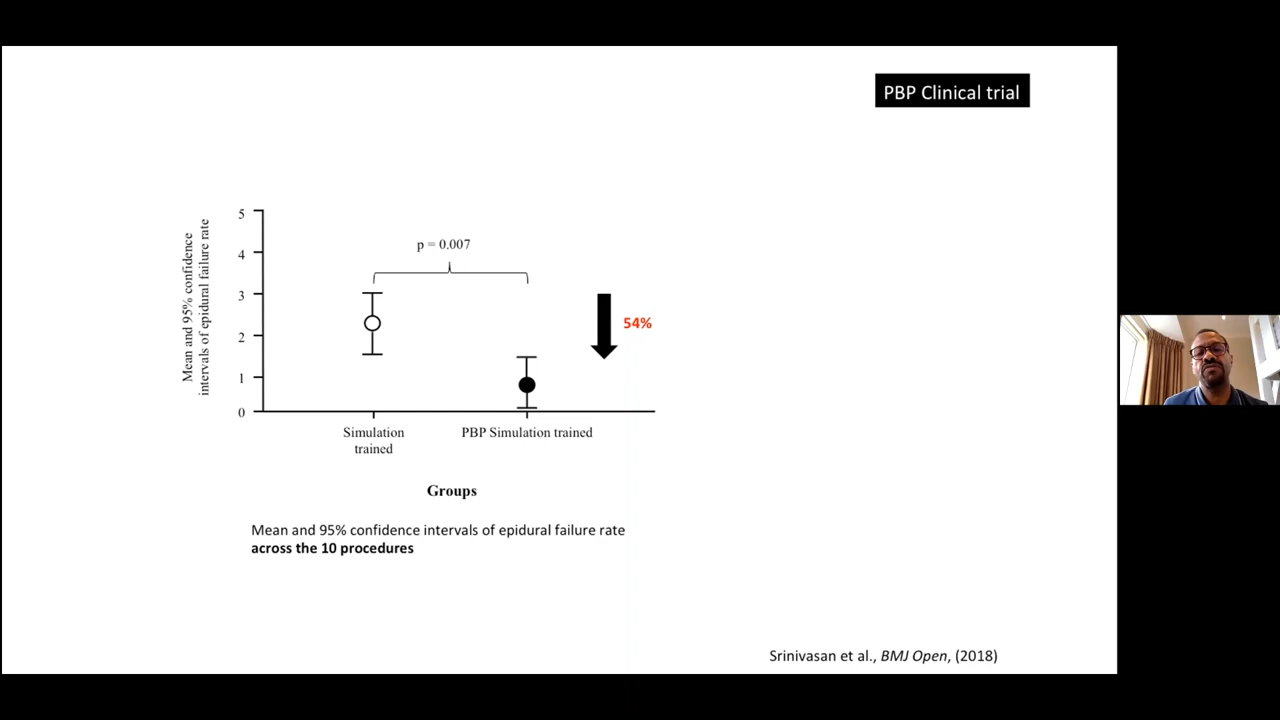 PBP Clinical trial
Mean and 95% confidence
intervals of epidural failure rate
5
4
3
2
1
0
p = 0.007
54%
Simulation
trained
PBP Simulation trained
Groups
Mean and 95% confidence intervals of epidural failure rate
across the 10 procedures
Srinivasan et al., BMJ Open, (2018)